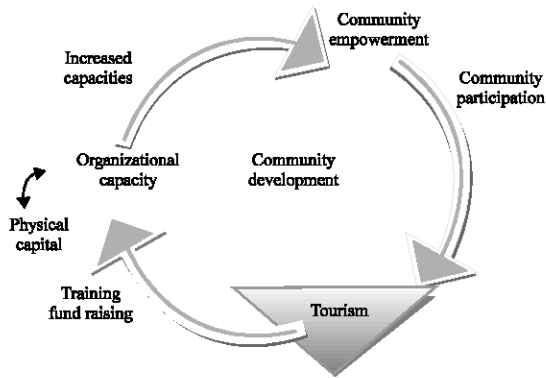 Community
empowerment
Increased
capacities
Community
participation
Organizational
capacity
Community
development
Physical
capital
Training
fund raising
Tourism